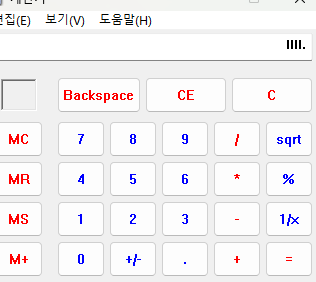 편집(E) 보기(V) 도움말(H)
Backspace CE C
MC 7 8 9 / sqrt
MR 4 5 6 * %
MS 1 2 3 - 1/x
M+ 0 +/- . + =